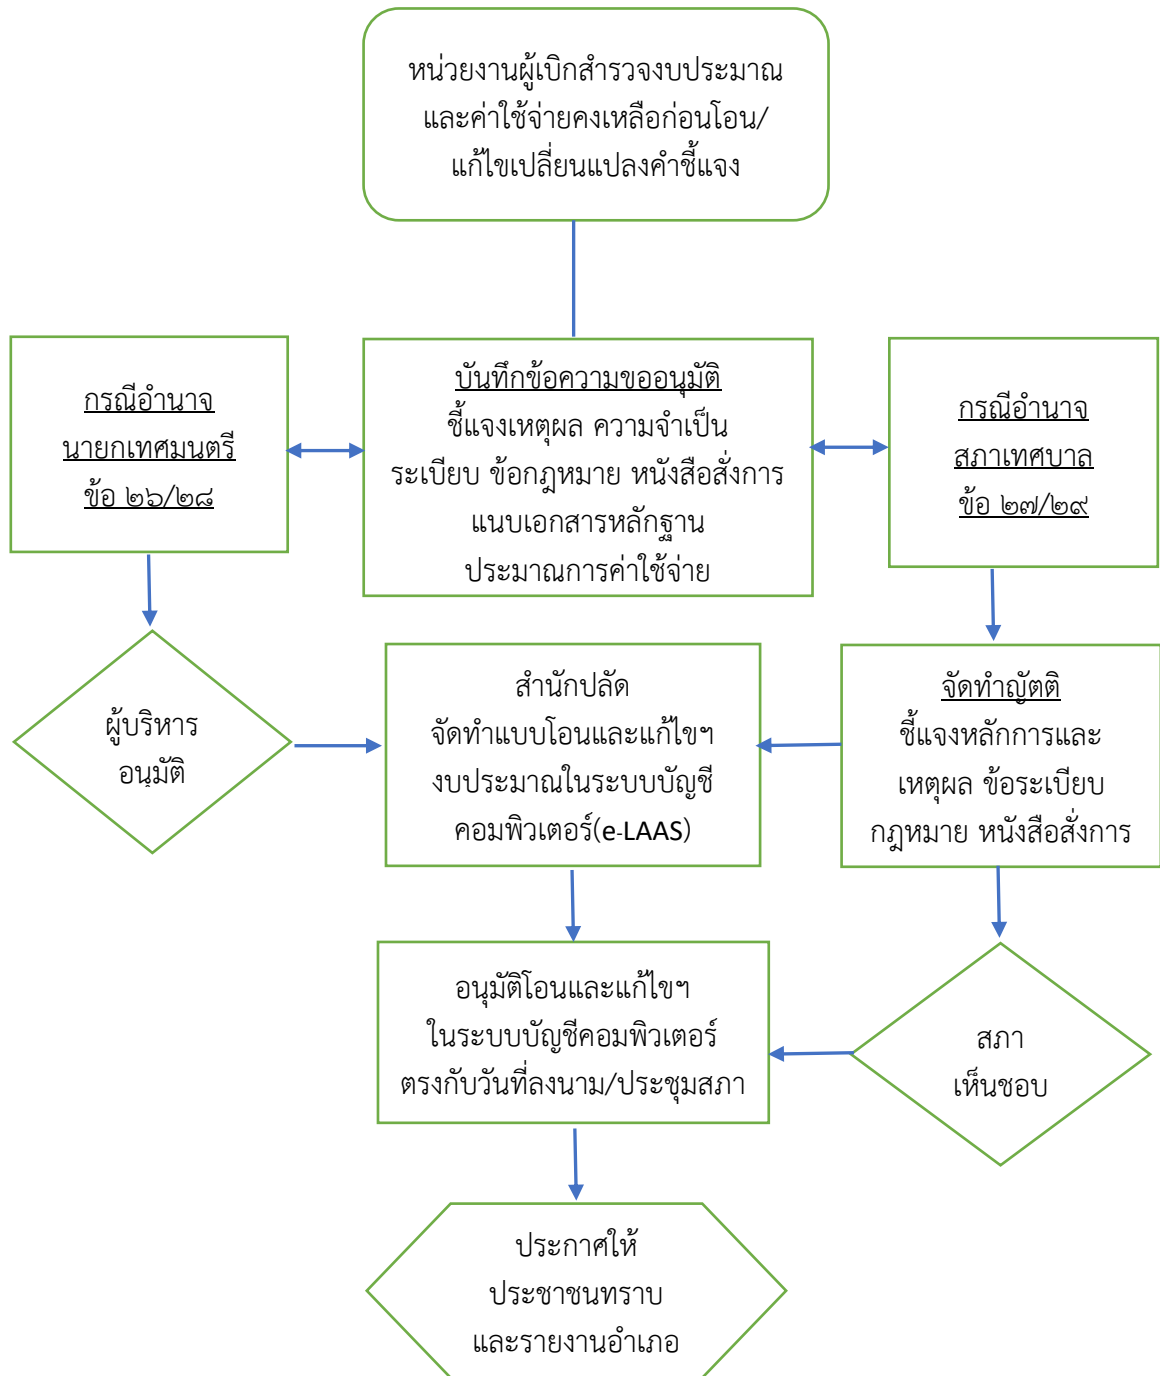 หน่วยงานผู้เบิกสำรวจงบประมาณ
และค่าใช้จ่ายคงเหลือก่อนโอน/
แก้ไขเปลี่ยนแปลงคำชี้แจง
กรณีอำนาจ
นายกเทศมนตรี
ข้อ ๒๖/๒๘
บันทึกข้อความขออนุมัติ
ชี้แจงเหตุผล ความจำเป็น
ระเบียบ ข้อกฎหมาย หนังสือสั่งการ
แนบเอกสารหลักฐาน
ประมาณการค่าใช้จ่าย
กรณีอำนาจ
สภาเทศบาล
ข้อ ๒๗/๒๙
ผู้บริหาร
อนุมัติ
สำนักปลัด
จัดทำแบบโอนและแก้ไขฯ
งบประมาณในระบบบัญชี
คอมพิวเตอร์(e-LAAS)
จัดทำญัตติ
ชี้แจงหลักการและ
เหตุผล ข้อระเบียบ
กฎหมาย หนังสือสั่งการ
อนุมัติโอนและแก้ไขฯ
ในระบบบัญชีคอมพิวเตอร์
ตรงกับวันที่ลงนาม/ประชุมสภา
สภา
เห็นชอบ
ประกาศให้
ประชาชนทราบ
และรายงานอำเภอ